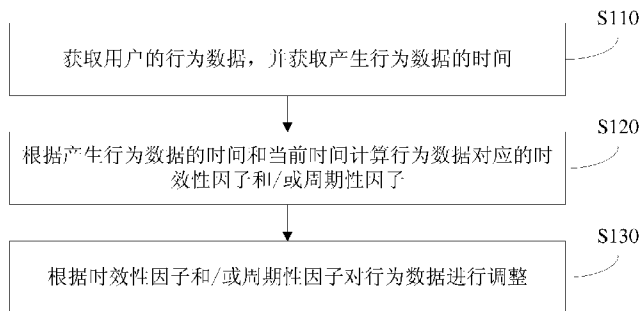 S110
获取用户的行为数据，并获取产生行为数据的时间
S120
根据产生行为数据的时间和当前时间计算行为数据对应的时
效性因子和/或周期性因子
S130
根据时效性因子和/或周期性因子对行为数据进行调整